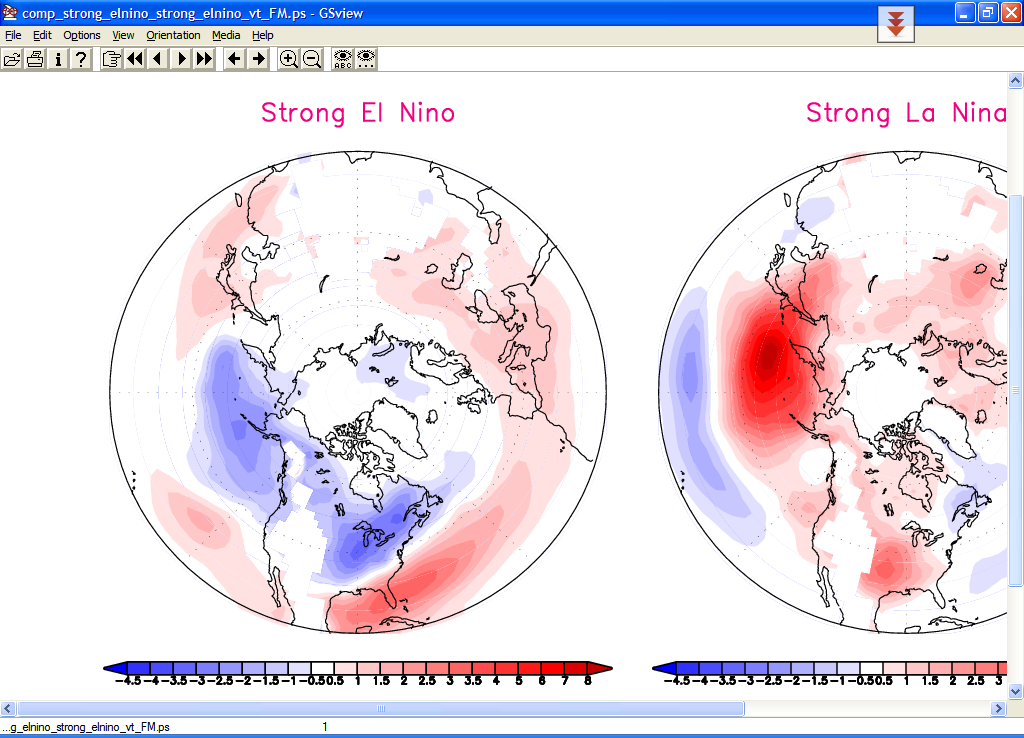 comp_strong_elnino_strong_elnino_vt_FM.ps - GSview
File Edit Options View Orientation Media Help
ABC
Strong El Nino
Strong La Nina
-4.5 -4 -3.5 -3 -2.5 -2 -1.5 -1 -0.5 0.5 1 1.5 2 2.5 3 3.5 4 4.5 5 6 7 8
-4.5 -4 -3.5 -3 -2.5 -2 -1.5 -1 -0.5 0.5 1 1.5 2 2.5 3
...g_elnino_strong_elnino_vt_FM.ps 1